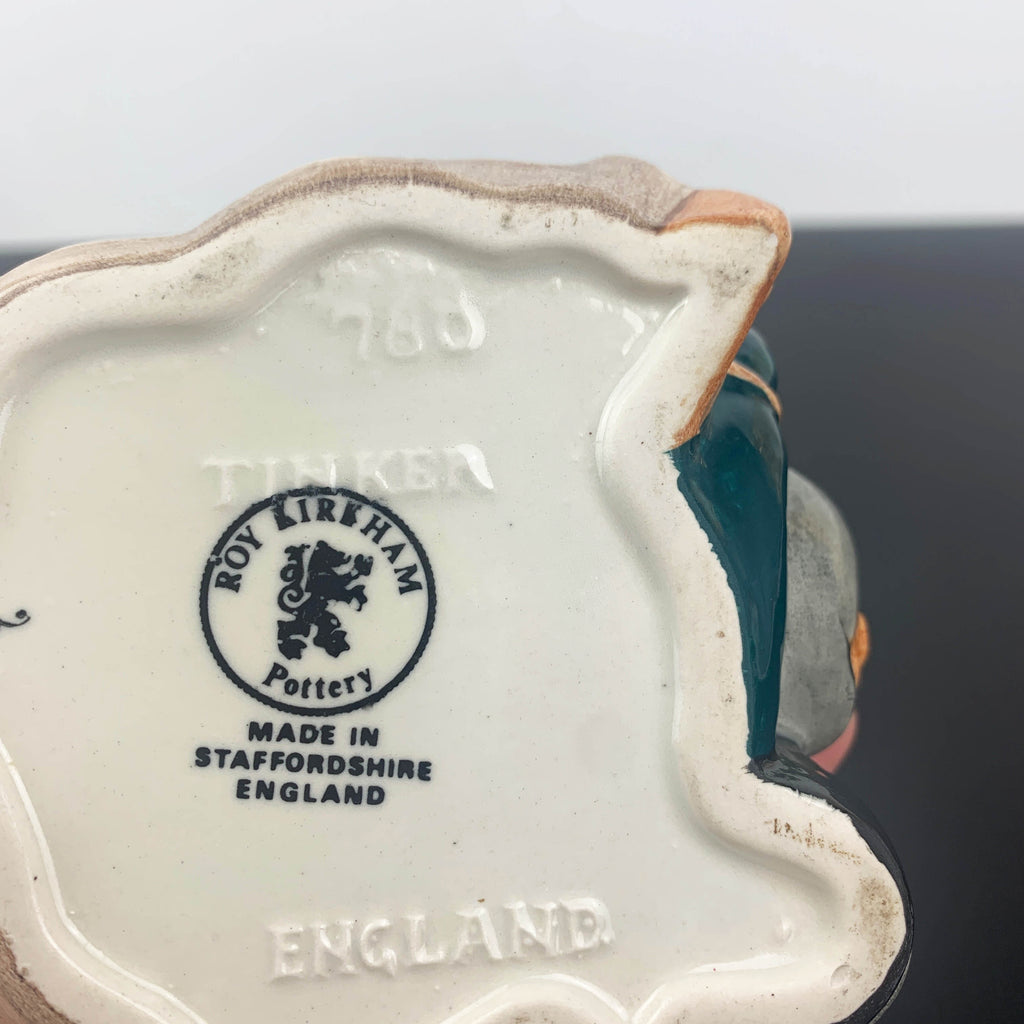 780
TINKER
ROY KIRKHAM
Pottery
MADE IN
STAFFORDSHIRE
ENGLAND
ENGLAND